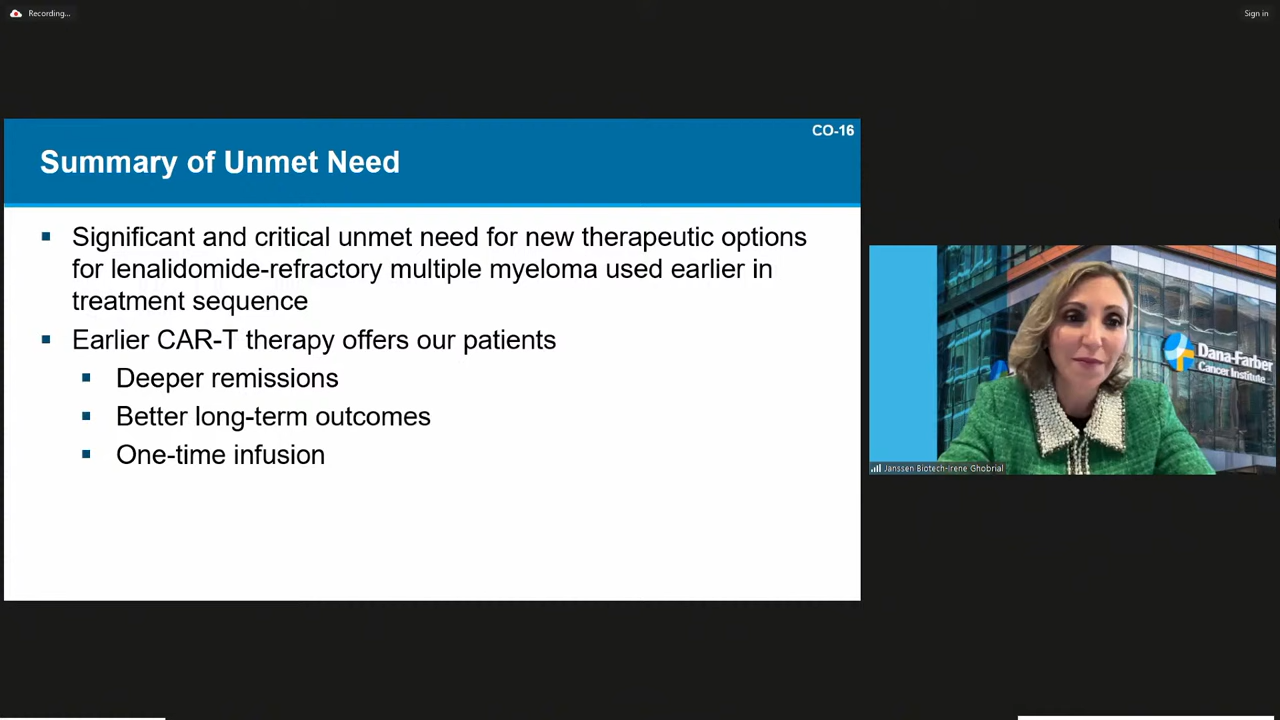 Recording...
Sign in
CO-16
Summary of Unmet Need
Significant and critical unmet need for new therapeutic options
for lenalidomide-refractory multiple myeloma used earlier in
treatment sequence
Earlier CAR-T therapy offers our patients
Deeper remissions
Better long-term outcomes
One-time infusion
Dana-Farber
Cancer Institute
Janssen Biotech-Irene Ghobrial